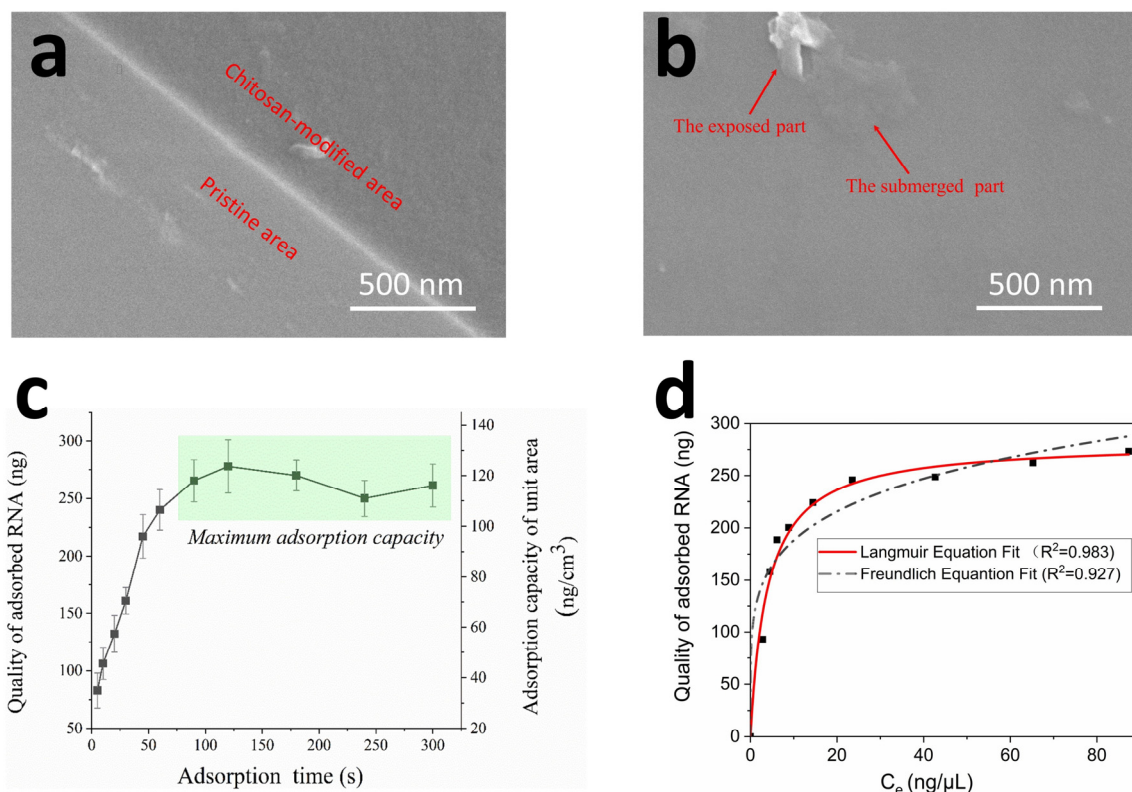 a
Chitosan-modified area
Pristine area
500 nm
b
The exposed part
The submerged part
500 nm
c
Quality of adsorbed RNA (ng)
300
250
200
150
100
50
0
50
100
150
200
250
300
Adsorption time (s)
Maximum adsorption capacity
140
120
100
80
60
40
20
Adsorption capacity of unit area
(ng/cm³)
d
Quality of adsorbed RNA (ng)
300
250
200
150
100
50
0
0
20
40
60
80
Cₑ (ng/µL)
Langmuir Equation Fit （R²=0.983)
Freundlich Equantion Fit (R²=0.927)